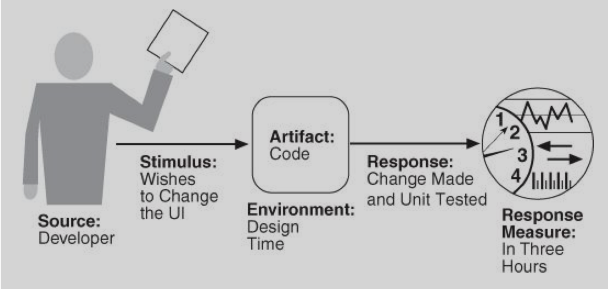 Source:
Developer
Stimulus:
Wishes
to Change
the UI
Artifact:
Code
Environment:
Design
Time
Response:
Change Made
and Unit Tested
1
2
3
4
Response
Measure:
In Three
Hours